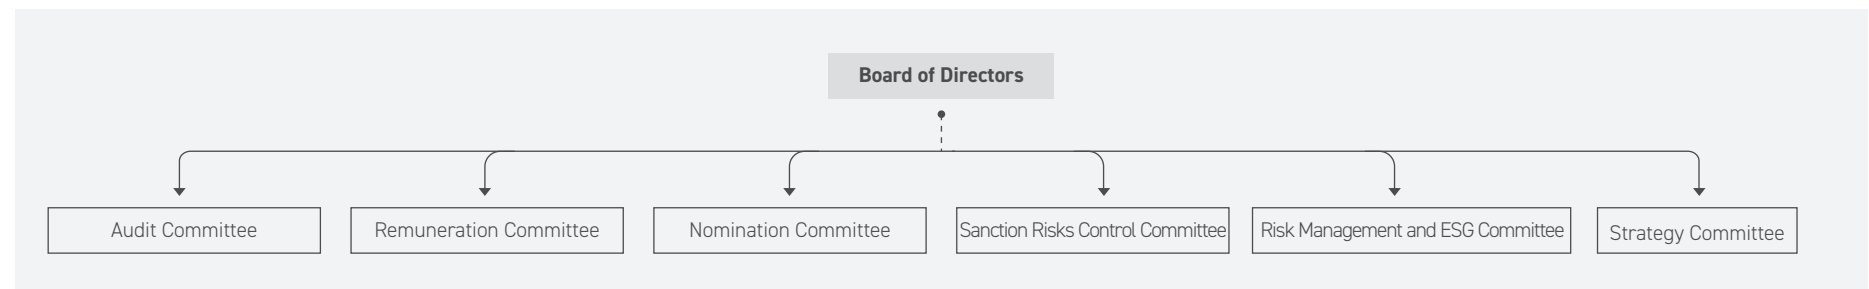 Board of Directors
Audit Committee
Remuneration Committee
Nomination Committee
Sanction Risks Control Committee
Risk Management and ESG Committee
Strategy Committee